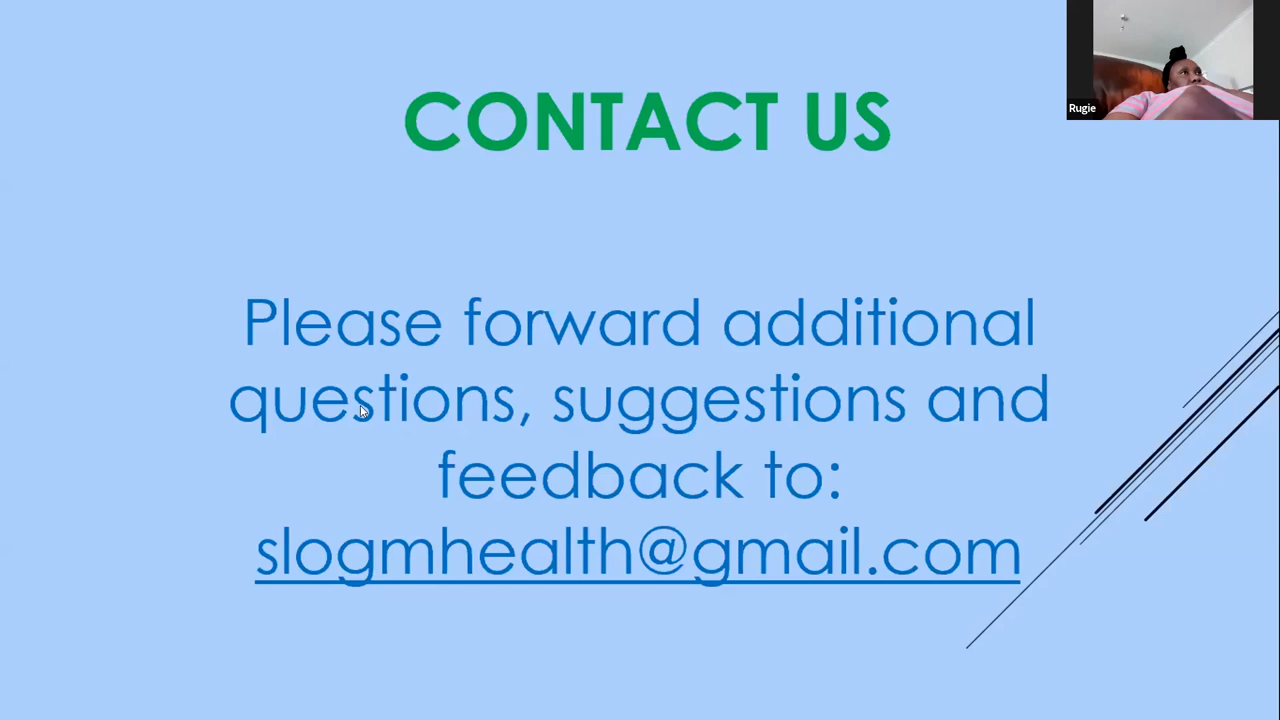 CONTACT US
Rugie
Please forward additional
questions, suggestions and
feedback to:
slogmhealth@gmail.com